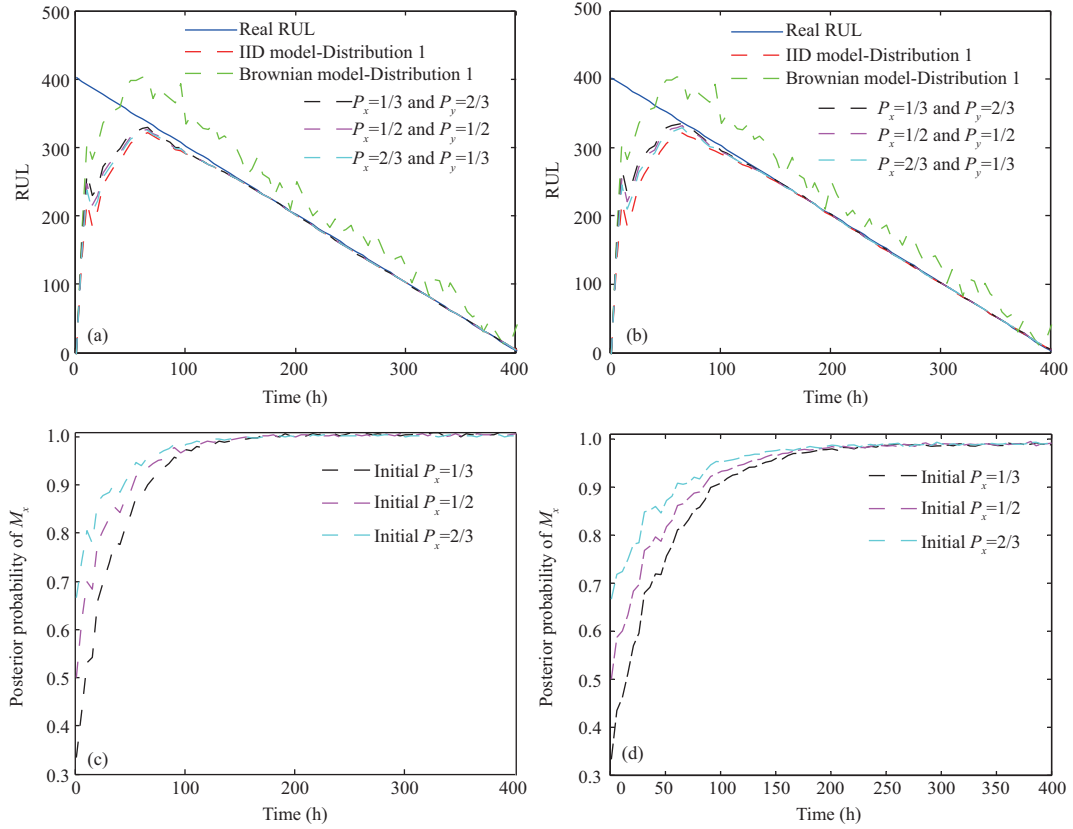 500
400
300
200
100
0
RUL
Real RUL
IID model-Distribution 1
Brownian model-Distribution 1
Px=1/3 and Py=2/3
Px=1/2 and Py=1/2
Px=2/3 and Py=1/3
(a)
0 100 200 300 400
Time (h)
500
400
300
200
100
0
RUL
Real RUL
IID model-Distribution 1
Brownian model-Distribution 1
Px=1/3 and Py=2/3
Px=1/2 and Py=1/2
Px=2/3 and Py=1/3
(b)
0 100 200 300 400
Time (h)
1.0
0.9
0.8
0.7
0.6
0.5
0.4
0.3
Posterior probability of Mx
Initial Px=1/3
Initial Px=1/2
Initial Px=2/3
(c)
0 100 200 300 400
Time (h)
1.0
0.9
0.8
0.7
0.6
0.5
0.4
0.3
Posterior probability of Mx
Initial Px=1/3
Initial Px=1/2
Initial Px=2/3
(d)
0 50 100 150 200 250 300 350 400
Time (h)